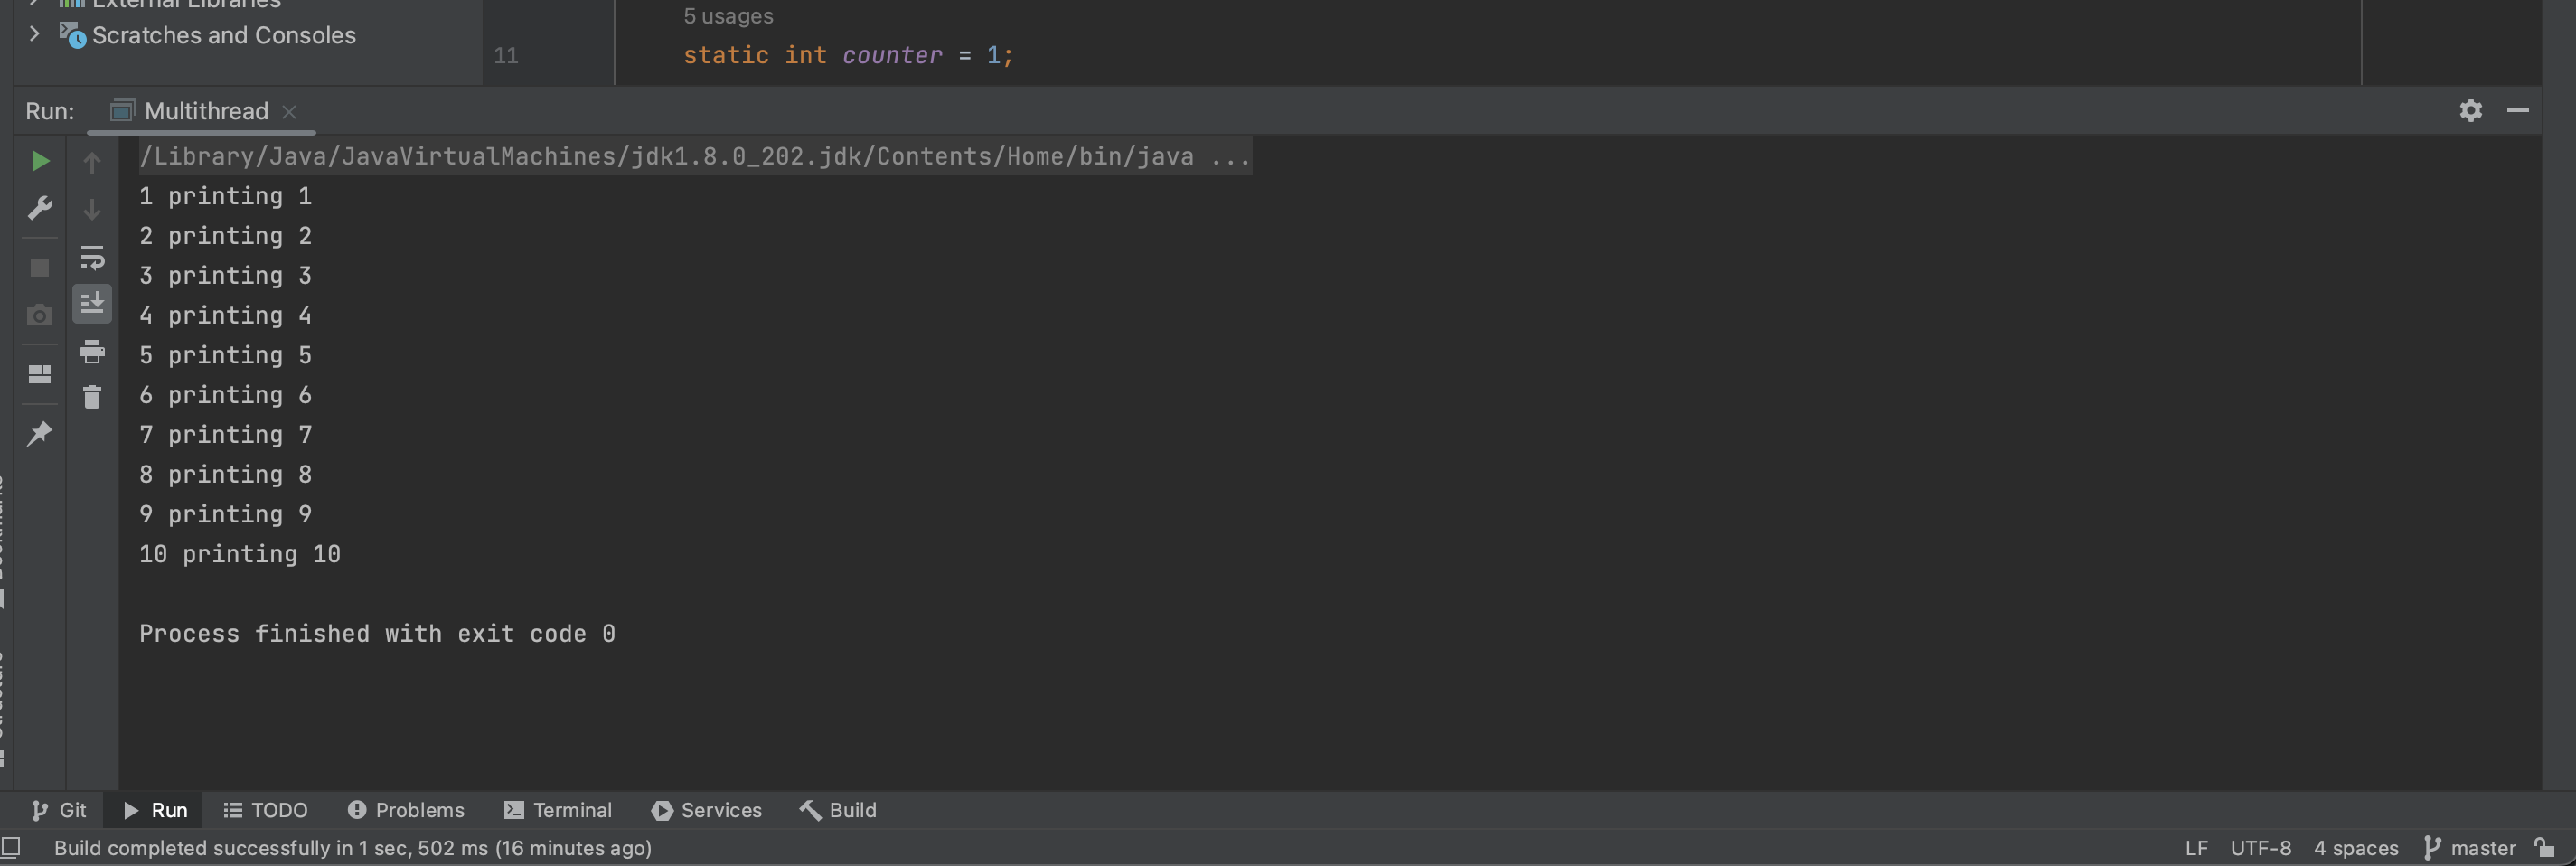 External Libraries
Scratches and Consoles
5 usages
11 static int counter = 1;
Run: Multithread
/Library/Java/JavaVirtualMachines/jdk1.8.0_202.jdk/Contents/Home/bin/java ...
1 printing 1
2 printing 2
3 printing 3
4 printing 4
5 printing 5
6 printing 6
7 printing 7
8 printing 8
9 printing 9
10 printing 10
Process finished with exit code 0
Git Run TODO Problems Terminal Services Build
Build completed successfully in 1 sec, 502 ms (16 minutes ago) LF UTF-8 4 spaces master